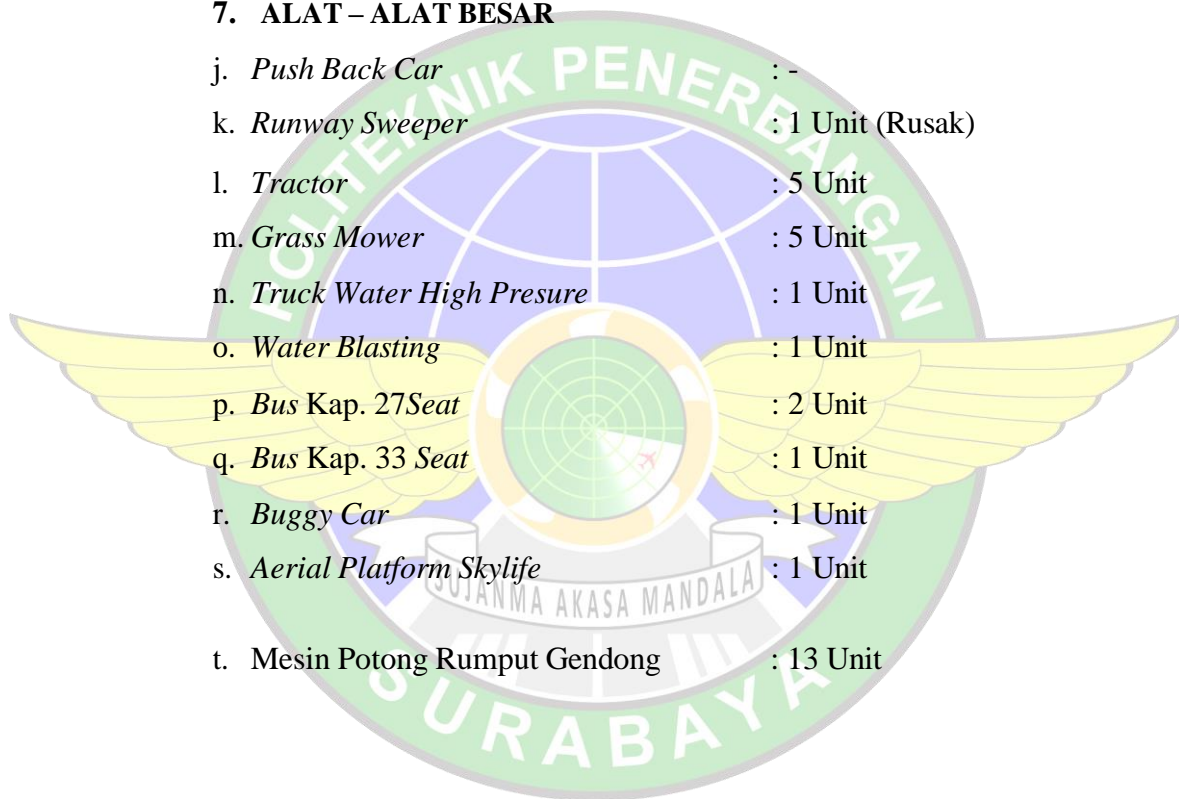 7. ALAT – ALAT BESAR
j. Push Back Car : -
k. Runway Sweeper : 1 Unit (Rusak)
l. Tractor : 5 Unit
m. Grass Mower : 5 Unit
n. Truck Water High Presure : 1 Unit
o. Water Blasting : 1 Unit
p. Bus Kap. 27Seat : 2 Unit
q. Bus Kap. 33 Seat : 1 Unit
r. Buggy Car : 1 Unit
s. Aerial Platform Skylife : 1 Unit
t. Mesin Potong Rumput Gendong : 13 Unit
POLITEKNIK PENERBANGAN
SUJANMA AKASA MANDALA
SURABAYA